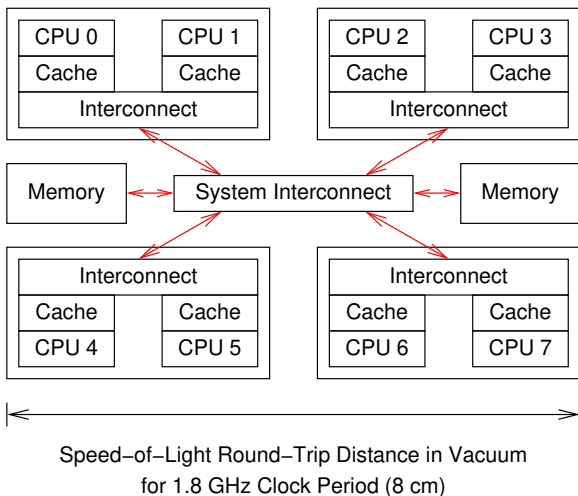 CPU 0 CPU 1 CPU 2 CPU 3
Cache Cache Cache Cache
Interconnect Interconnect
Memory System Interconnect Memory
Interconnect Interconnect
Cache Cache Cache Cache
CPU 4 CPU 5 CPU 6 CPU 7
Speed−of−Light Round−Trip Distance in Vacuum
for 1.8 GHz Clock Period (8 cm)